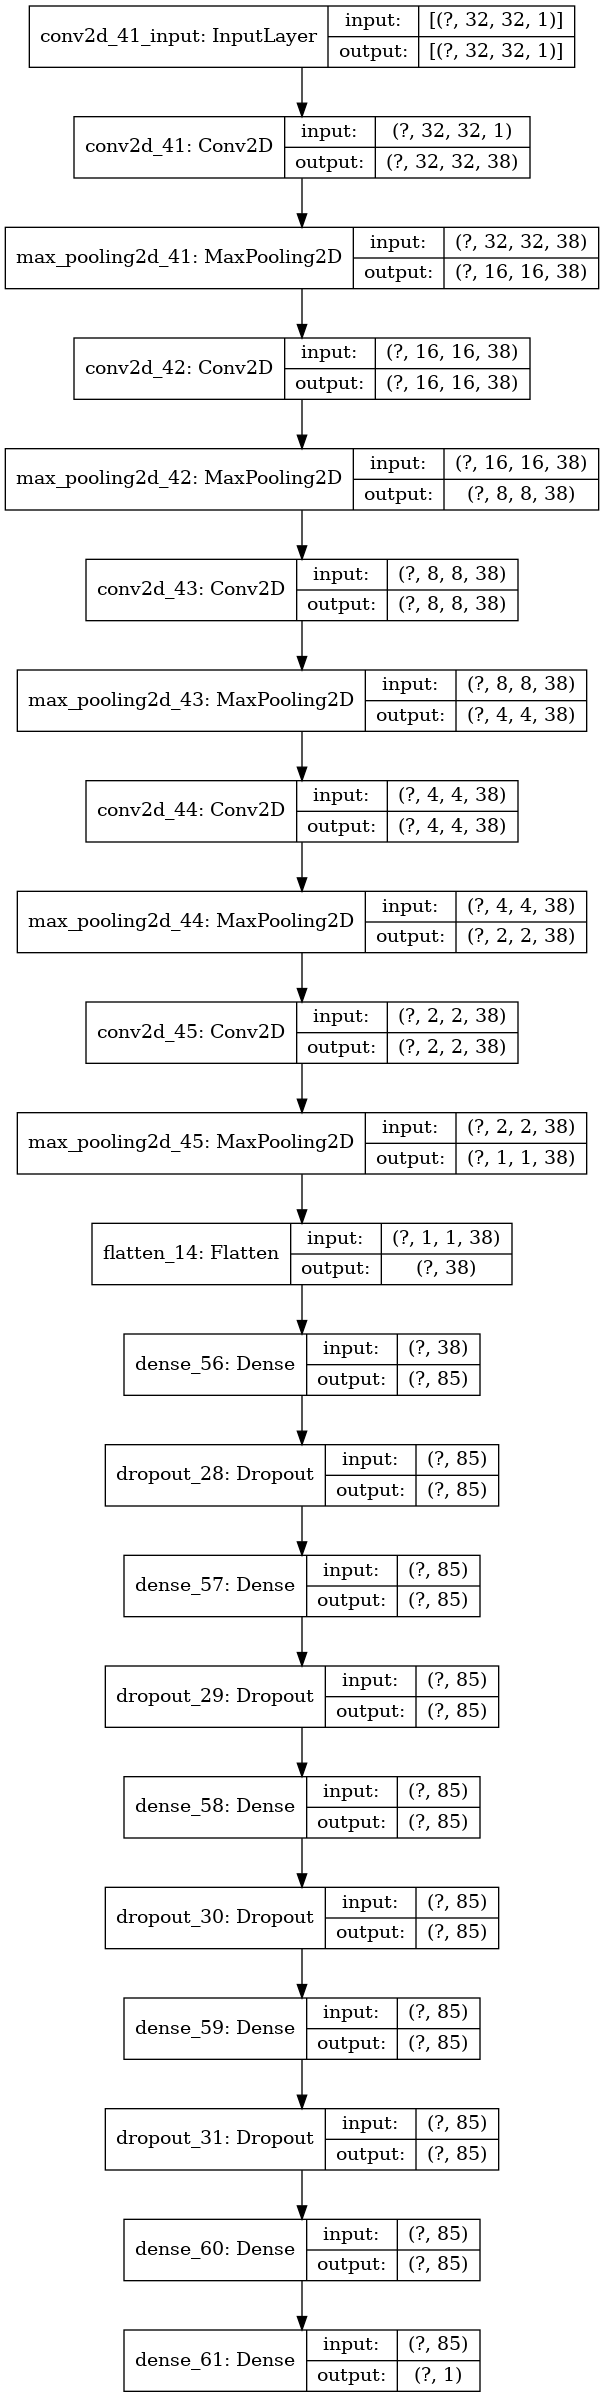 conv2d_41_input: InputLayer input: [(?, 32, 32, 1)]
output: [(?, 32, 32, 1)]
conv2d_41: Conv2D input: (?, 32, 32, 1)
output: (?, 32, 32, 38)
max_pooling2d_41: MaxPooling2D input: (?, 32, 32, 38)
output: (?, 16, 16, 38)
conv2d_42: Conv2D input: (?, 16, 16, 38)
output: (?, 16, 16, 38)
max_pooling2d_42: MaxPooling2D input: (?, 16, 16, 38)
output: (?, 8, 8, 38)
conv2d_43: Conv2D input: (?, 8, 8, 38)
output: (?, 8, 8, 38)
max_pooling2d_43: MaxPooling2D input: (?, 8, 8, 38)
output: (?, 4, 4, 38)
conv2d_44: Conv2D input: (?, 4, 4, 38)
output: (?, 4, 4, 38)
max_pooling2d_44: MaxPooling2D input: (?, 4, 4, 38)
output: (?, 2, 2, 38)
conv2d_45: Conv2D input: (?, 2, 2, 38)
output: (?, 2, 2, 38)
max_pooling2d_45: MaxPooling2D input: (?, 2, 2, 38)
output: (?, 1, 1, 38)
flatten_14: Flatten input: (?, 1, 1, 38)
output: (?, 38)
dense_56: Dense input: (?, 38)
output: (?, 85)
dropout_28: Dropout input: (?, 85)
output: (?, 85)
dense_57: Dense input: (?, 85)
output: (?, 85)
dropout_29: Dropout input: (?, 85)
output: (?, 85)
dense_58: Dense input: (?, 85)
output: (?, 85)
dropout_30: Dropout input: (?, 85)
output: (?, 85)
dense_59: Dense input: (?, 85)
output: (?, 85)
dropout_31: Dropout input: (?, 85)
output: (?, 85)
dense_60: Dense input: (?, 85)
output: (?, 85)
dense_61: Dense input: (?, 85)
output: (?, 1)